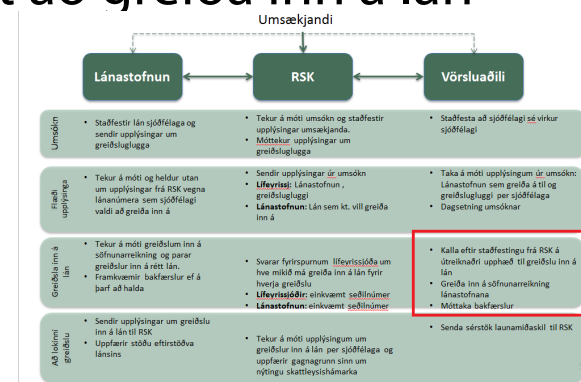 að greiða inn á lán
Umsækjandi
Lánastofnun
RSK
Vörsluaðili
Umsókn
• Staðfestir lán sjóðfélaga og
sendir upplýsingar um
greiðsluglugga
• Tekur á móti umsókn og staðfestir
upplýsingar umsækjanda.
• Móttekur upplýsingar um
greiðsluglugga
• Staðfesta að sjóðfélagi sé virkur
sjóðfélagi
Flæði
upplýsinga
• Tekur á móti og heldur utan
um upplýsingar frá RSK vegna
lánanúmera sem sjóðfélagi
valdi að greiða inn á
• Sendir upplýsingar úr umsókn
• Lífeyrissj: Lánastofnun ,
greiðslugluggi
• Lánastofnun: Lán sem kt. vill greiða
inn á
• Taka á móti upplýsingum úr umsókn:
Lánastofnun sem greiða á til og
greiðslugluggi per sjóðfélaga
• Dagsetning umsóknar
Greiðsla inn á
lán
• Tekur á móti greiðslum inn á
söfnunarreikning og parar
greiðslur inn á rétt lán.
• Framkvæmir bakfærslur ef á
þarf að halda
• Svarar fyrirspurnum lífeyrissjóða um
hve mikið má greiða inn á lán fyrir
hverja greiðslu
• Lífeyrissjóðir: einkvæmt seðilnúmer
• Lánastofnun: einkvæmt seðilnúmer
• Kalla eftir staðfestingu frá RSK á
útreiknaðri upphæð til greiðslu inn á
lán
• Greiða inn á söfnunarreikning
lánastofnana
• Móttaka bakfærslur
Að lokinni
greiðslu
• Sendir upplýsingar um greiðslu
inn á lán til RSK
• Uppfærir stöðu eftirstöðva
lánsins
• Tekur á móti upplýsingum um
greiðslur inn á lán per sjóðfélaga og
uppfærir gagnagrunn sinn um
nýtingu skattleysishámarka
• Senda sérstök launamiðaskil til RSK